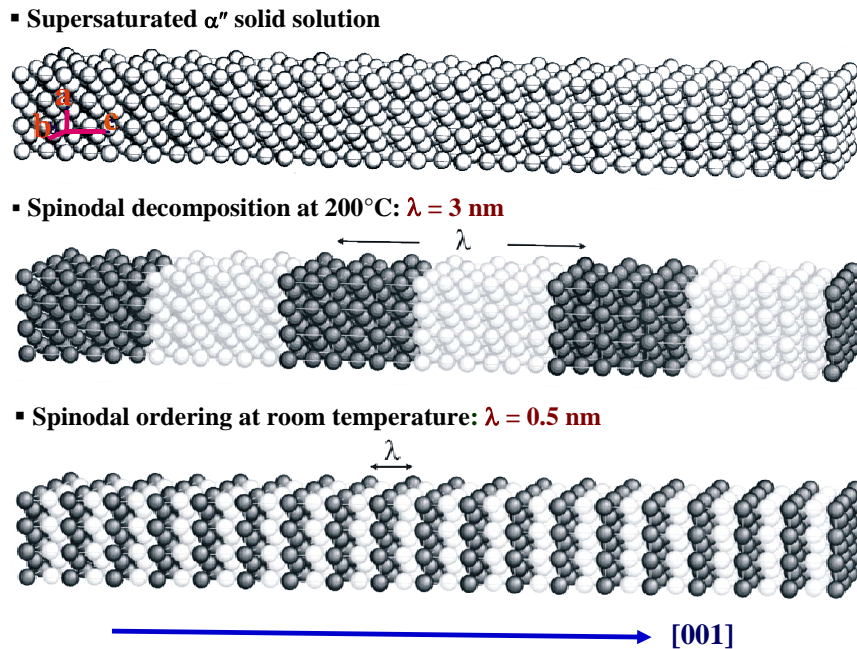 ▪ Supersaturated α″ solid solution
a
b c
▪ Spinodal decomposition at 200°C: λ = 3 nm
λ
▪ Spinodal ordering at room temperature: λ = 0.5 nm
λ
[001]